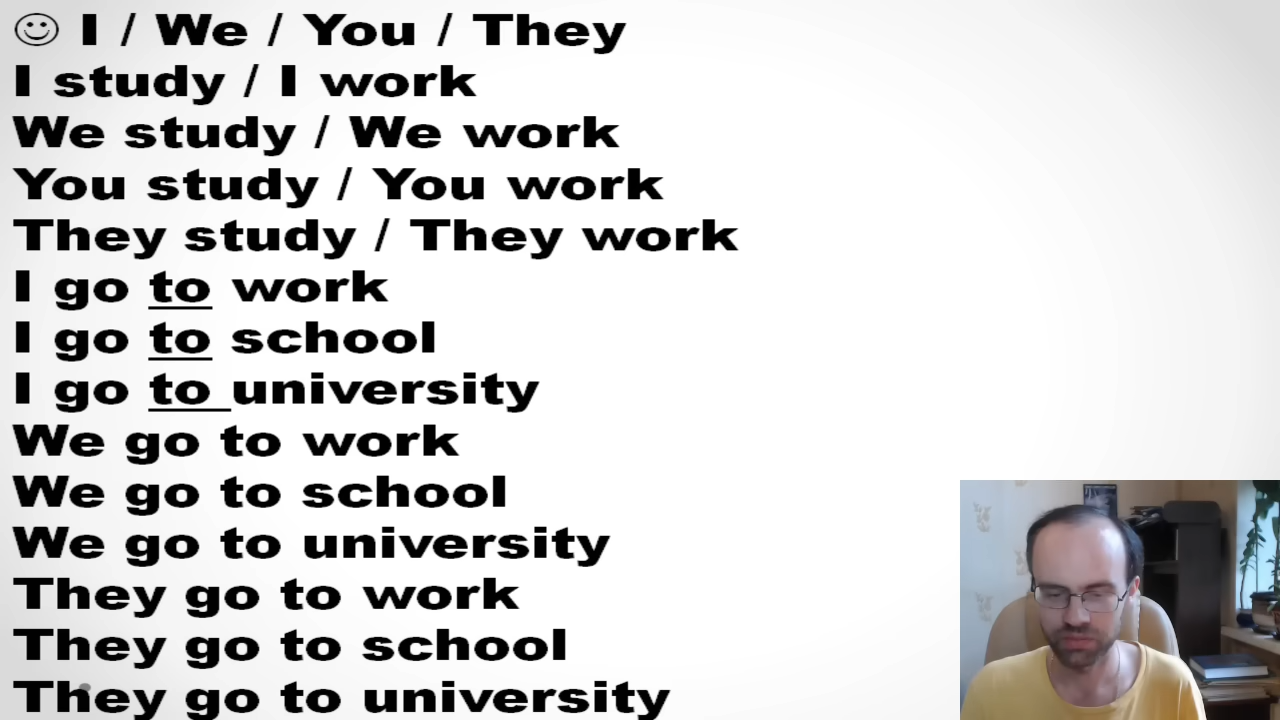 ☺ I / We / You / They
I study / I work
We study / We work
You study / You work
They study / They work
I go to work
I go to school
I go to university
We go to work
We go to school
We go to university
They go to work
They go to school
They go to university